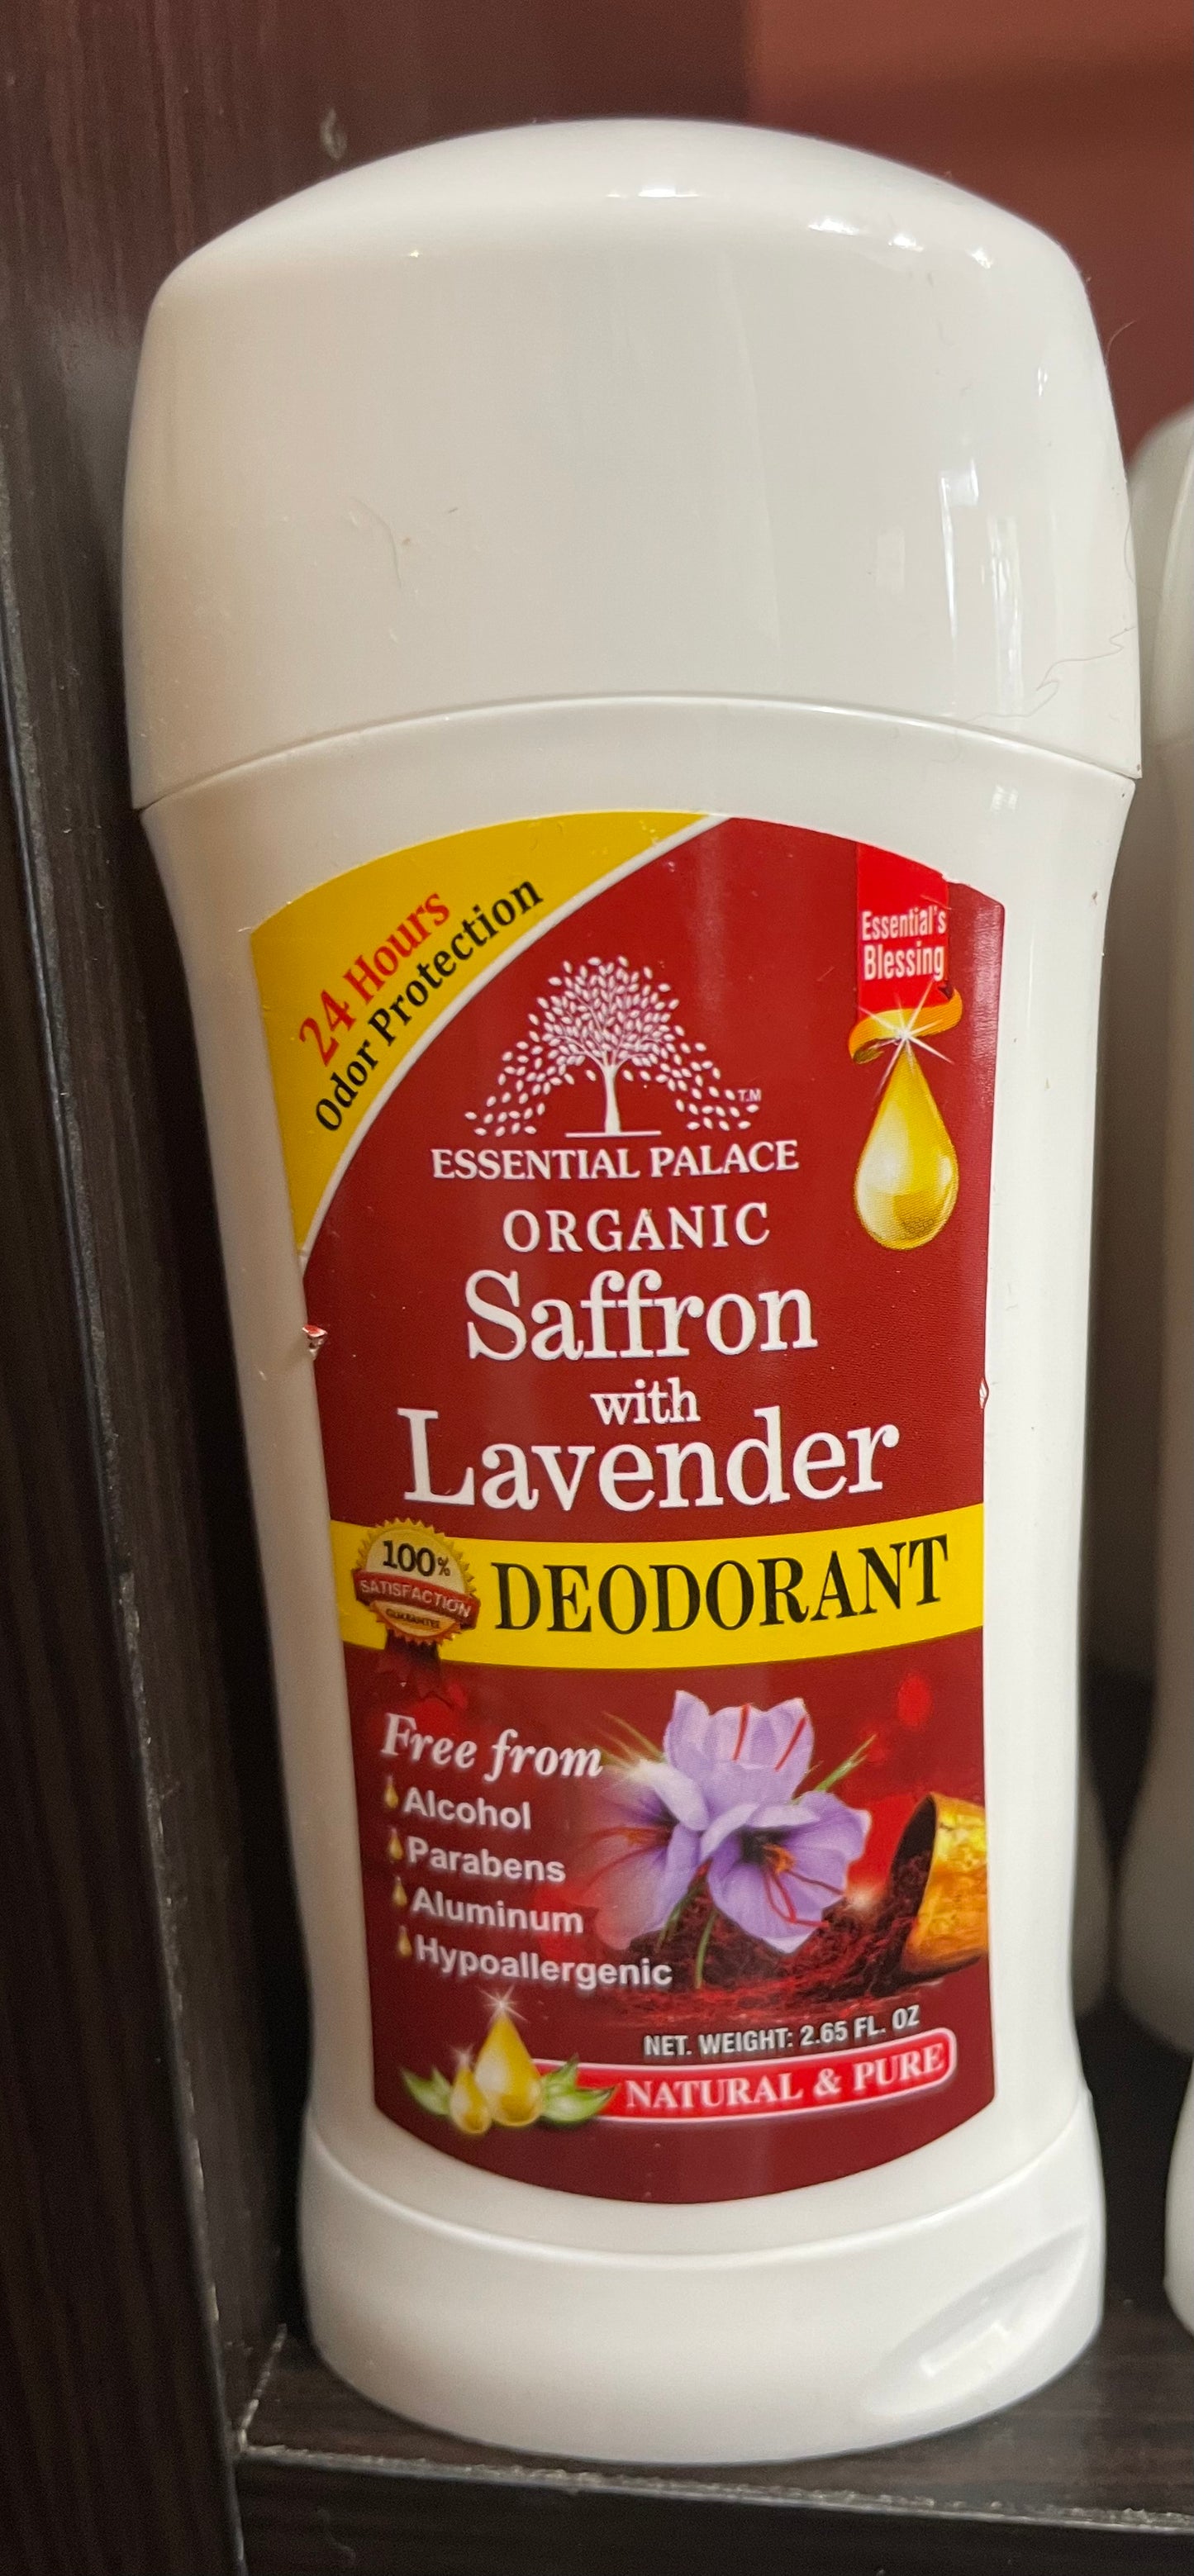 24 Hours
Odor Protection
Essential's
Blessing
T.M
ESSENTIAL PALACE
ORGANIC
Saffron
with
Lavender
100%
SATISFACTION
GUARANTEE
DEODORANT
Free from
Alcohol
Parabens
Aluminum
Hypoallergenic
NET. WEIGHT: 2.65 FL. OZ
NATURAL & PURE